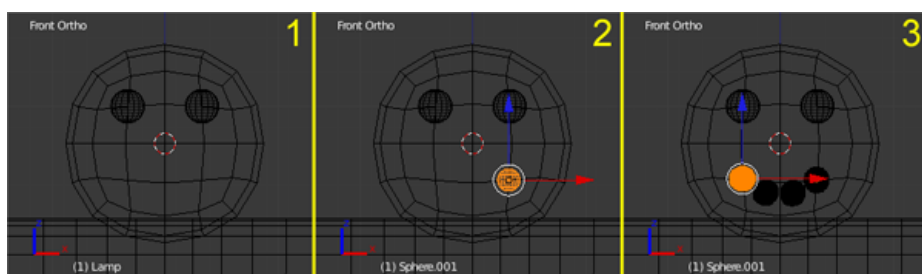 Front Ortho 1
(1) Lamp
Front Ortho 2
(1) Sphere.001
Front Ortho 3
(1) Sphere.001